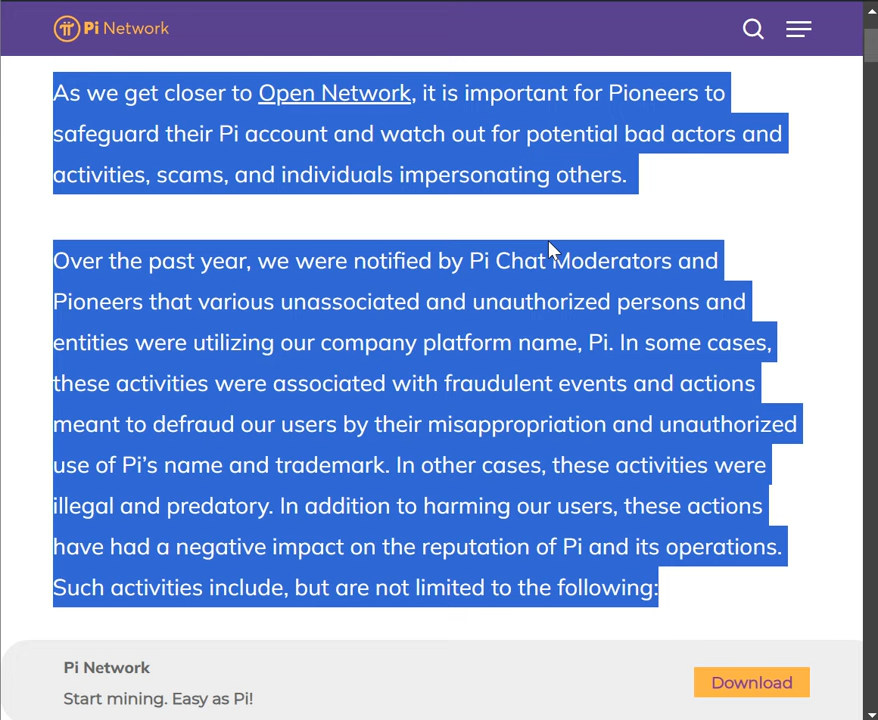 Pi Network
As we get closer to Open Network, it is important for Pioneers to
safeguard their Pi account and watch out for potential bad actors and
activities, scams, and individuals impersonating others.
Over the past year, we were notified by Pi Chat Moderators and
Pioneers that various unassociated and unauthorized persons and
entities were utilizing our company platform name, Pi. In some cases,
these activities were associated with fraudulent events and actions
meant to defraud our users by their misappropriation and unauthorized
use of Pi’s name and trademark. In other cases, these activities were
illegal and predatory. In addition to harming our users, these actions
have had a negative impact on the reputation of Pi and its operations.
Such activities include, but are not limited to the following:
Pi Network
Start mining. Easy as Pi!
Download